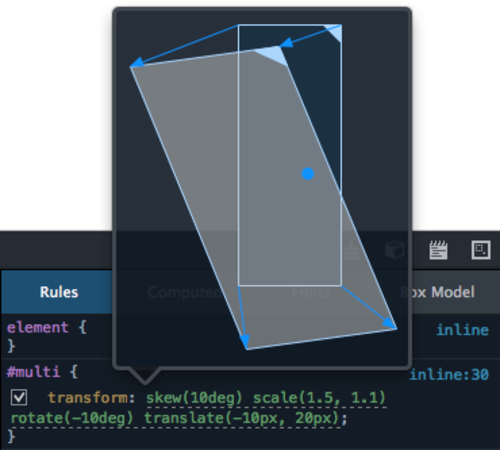 Rules
Computed
Fonts
Box Model
element {
inline
}
#multi {
inline:30
transform: skew(10deg) scale(1.5, 1.1)
rotate(-10deg) translate(-10px, 20px);
}